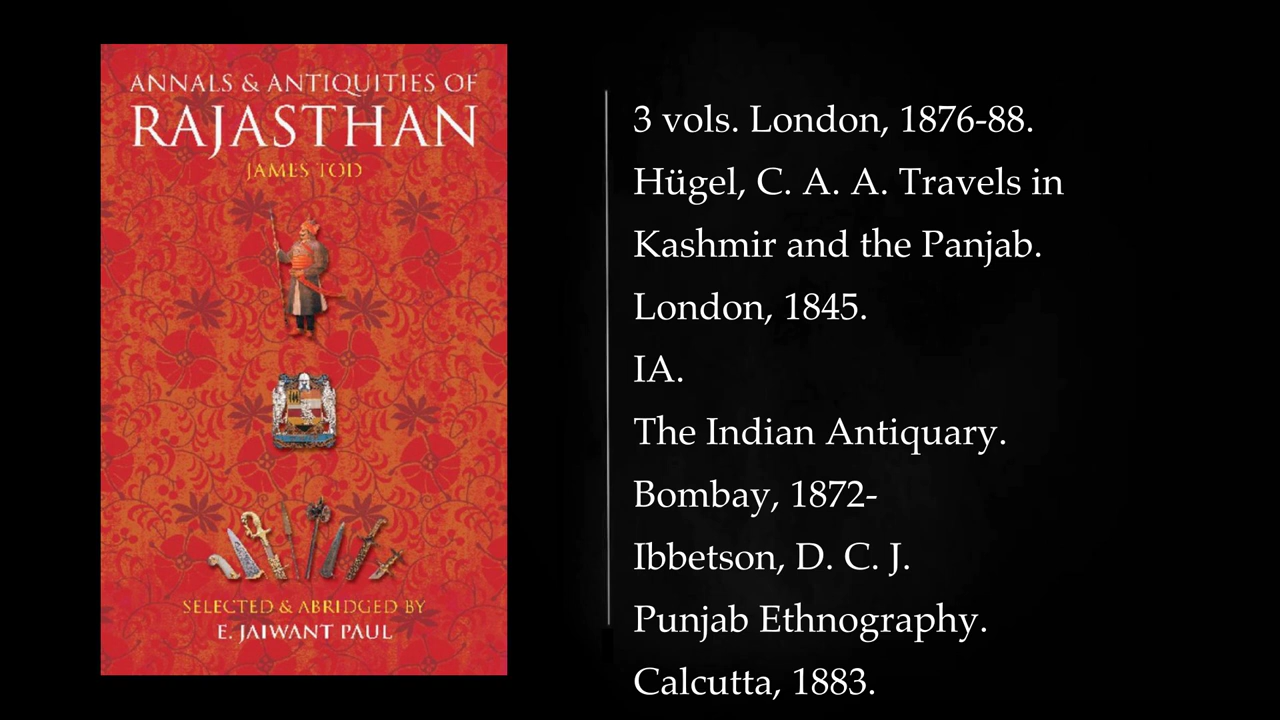 ANNALS & ANTIQUITIES OF
RAJASTHAN
JAMES TOD
SELECTED & ABRIDGED BY
E. JAIWANT PAUL
3 vols. London, 1876-88.
Hügel, C. A. A. Travels in
Kashmir and the Panjab.
London, 1845.
IA.
The Indian Antiquary.
Bombay, 1872-
Ibbetson, D. C. J.
Punjab Ethnography.
Calcutta, 1883.